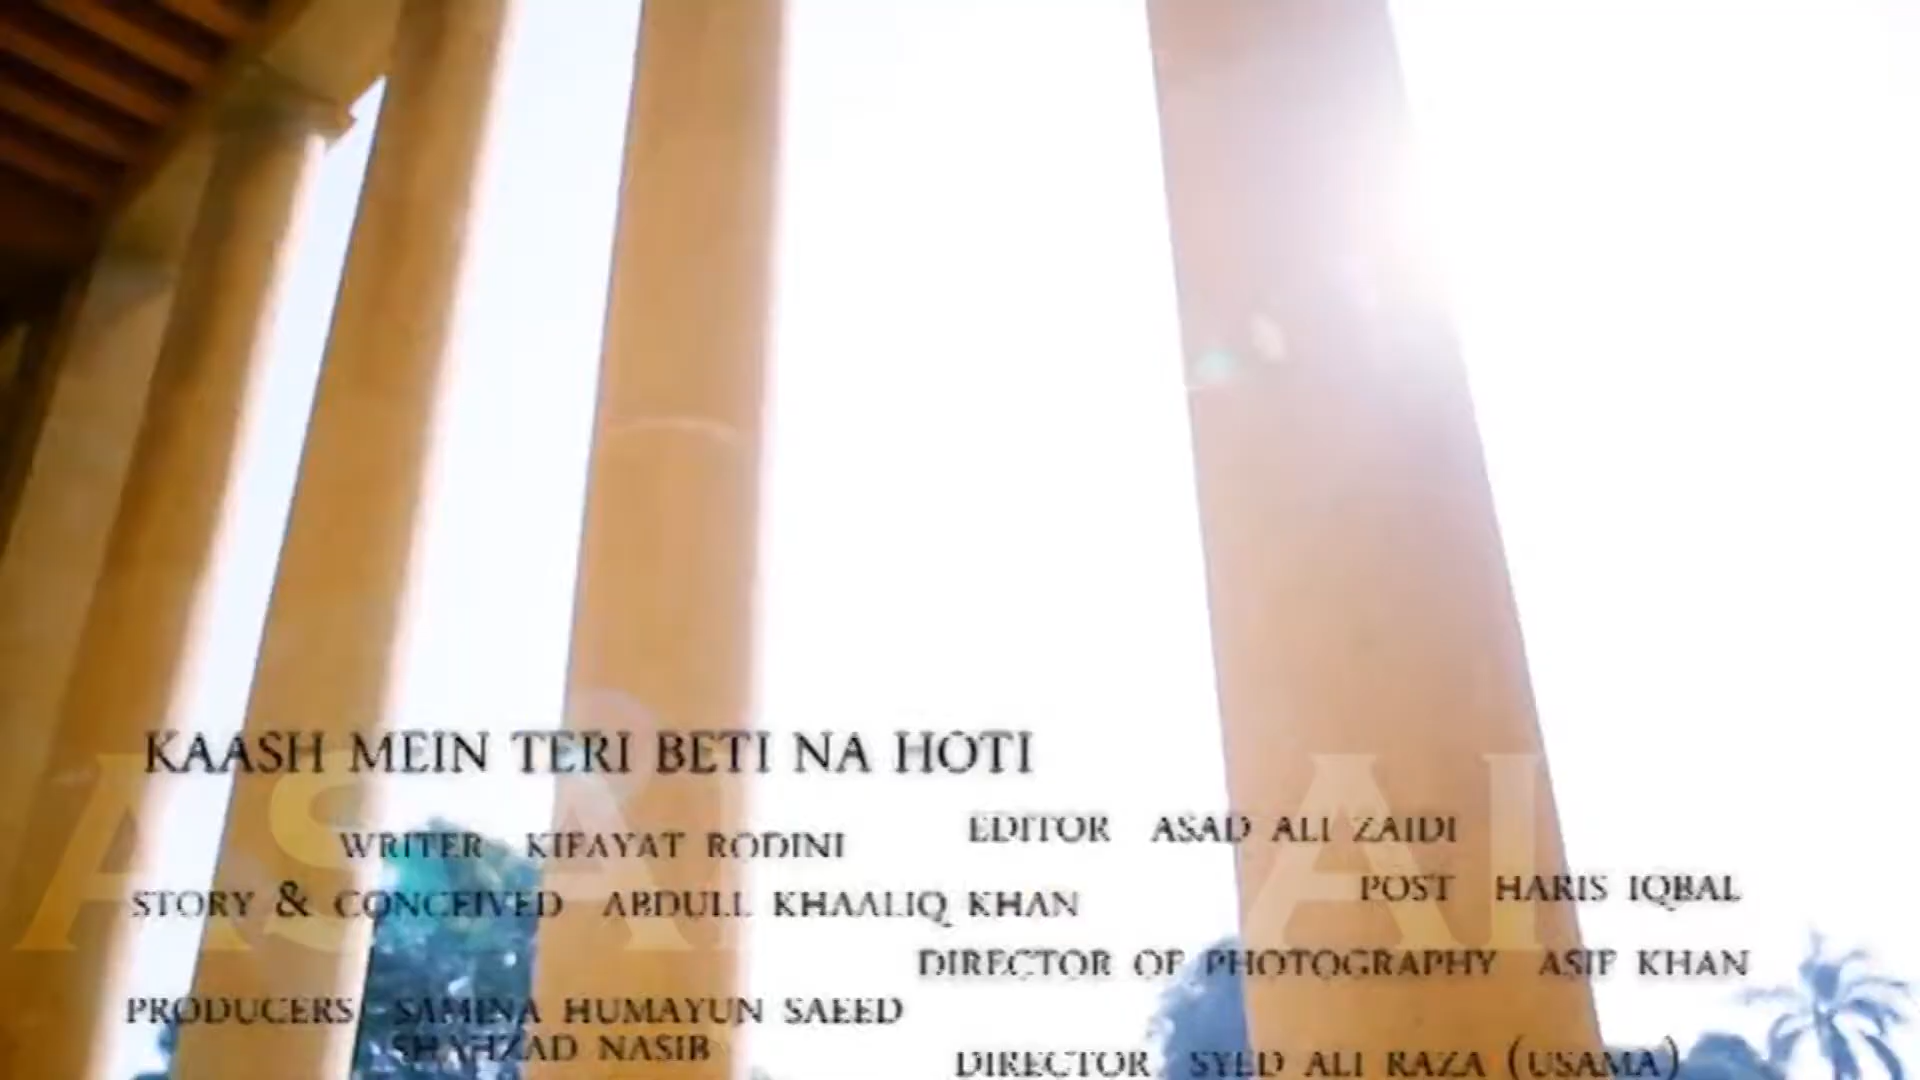 KAASH MEIN TERI BETI NA HOTI
WRITER KIFAYAT RODINI
EDITOR ASAD ALI ZAIDI
STORY & CONCEIVED ABDULL KHAALIQ KHAN
POST HARIS IQBAL
DIRECTOR OF PHOTOGRAPHY ASIF KHAN
PRODUCERS SAMINA HUMAYUN SAEED
SHAHZAD NASIB
DIRECTOR SYED ALI RAZA (USAMA)